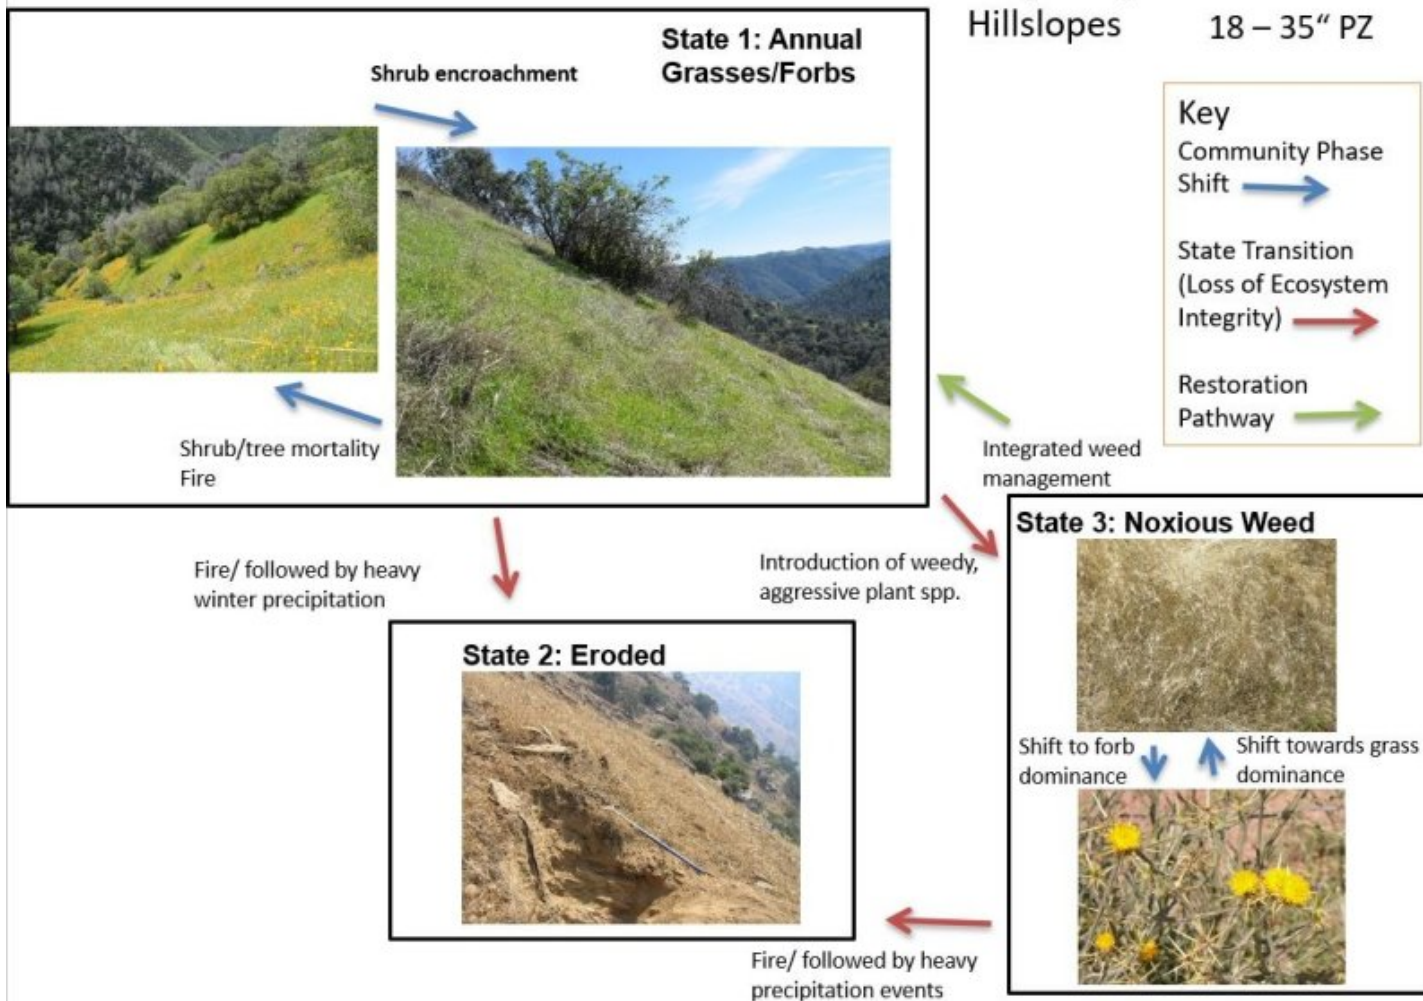 Hillslopes
18 – 35“ PZ
State 1: Annual
Grasses/Forbs
Shrub encroachment
Key
Community Phase
Shift
State Transition
(Loss of Ecosystem
Integrity)
Restoration
Pathway
Shrub/tree mortality
Fire
Integrated weed
management
Fire/ followed by heavy
winter precipitation
Introduction of weedy,
aggressive plant spp.
State 3: Noxious Weed
State 2: Eroded
Shift to forb
dominance
Shift towards grass
dominance
Fire/ followed by heavy
precipitation events